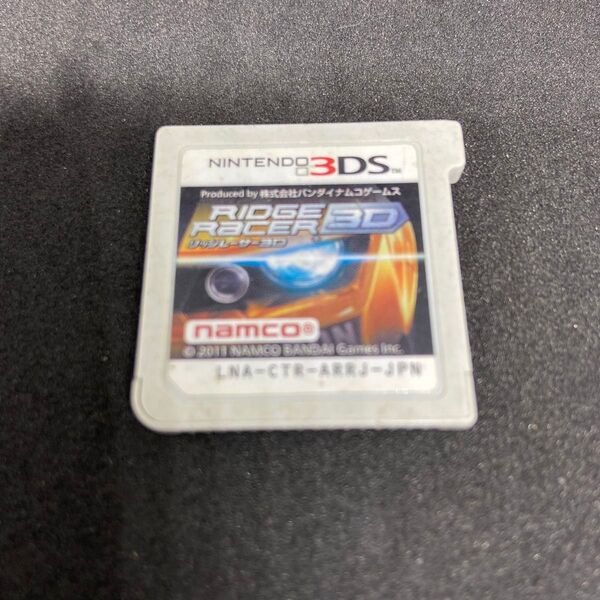 NINTENDO 3DS™
Produced by 株式会社バンダイナムコゲームス
RIDGE RACER 3D
リッジレーサー3D
namco®
© 2011 NAMCO BANDAI Games Inc.
LNA-CTR-ARRJ-JPN